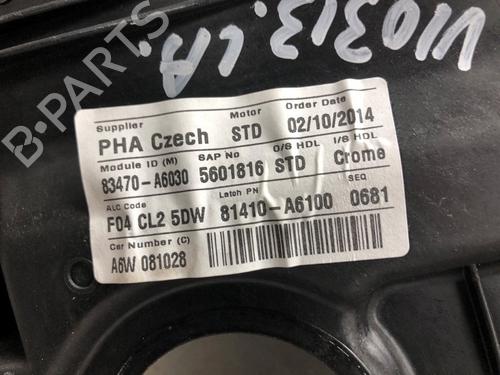 V10313. LA.
B-PARTS
Supplier Motor Order Date
PHA Czech STD 02/10/2014
Module ID (M) SAP No O/S HDL I/S HDL
83470-A6030 5601816 STD Crome
ALC Code Latch PN SEQ
F04 CL2 5DW 81410-A6100 0681
Car Number (C)
A6W 081028